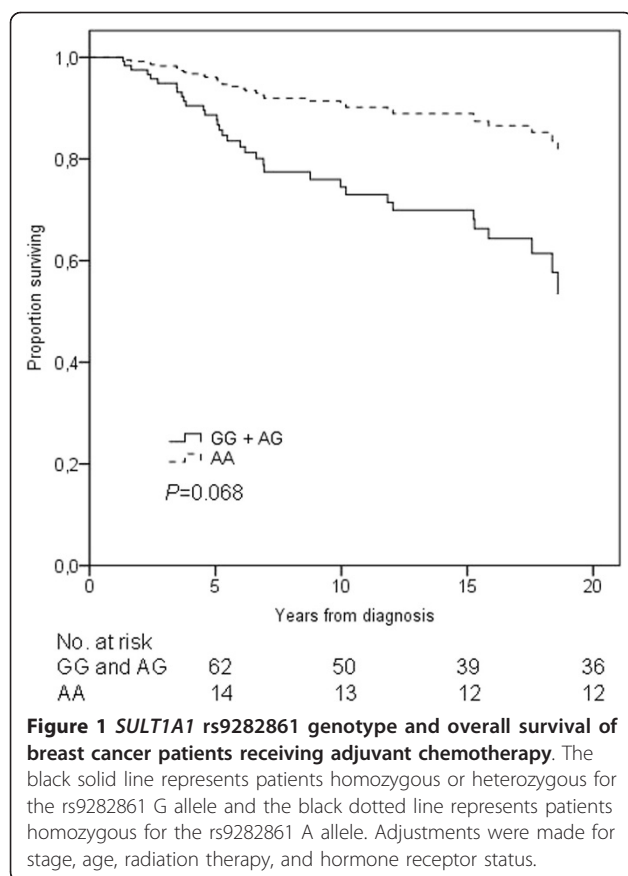 1,0
0,8
0,6
0,4
0,2
0,0
Proportion surviving
GG + AG
AA
P=0.068
0 5 10 15 20
Years from diagnosis
No. at risk
GG and AG 62 50 39 36
AA 14 13 12 12
Figure 1 SULT1A1 rs9282861 genotype and overall survival of
breast cancer patients receiving adjuvant chemotherapy. The
black solid line represents patients homozygous or heterozygous for
the rs9282861 G allele and the black dotted line represents patients
homozygous for the rs9282861 A allele. Adjustments were made for
stage, age, radiation therapy, and hormone receptor status.